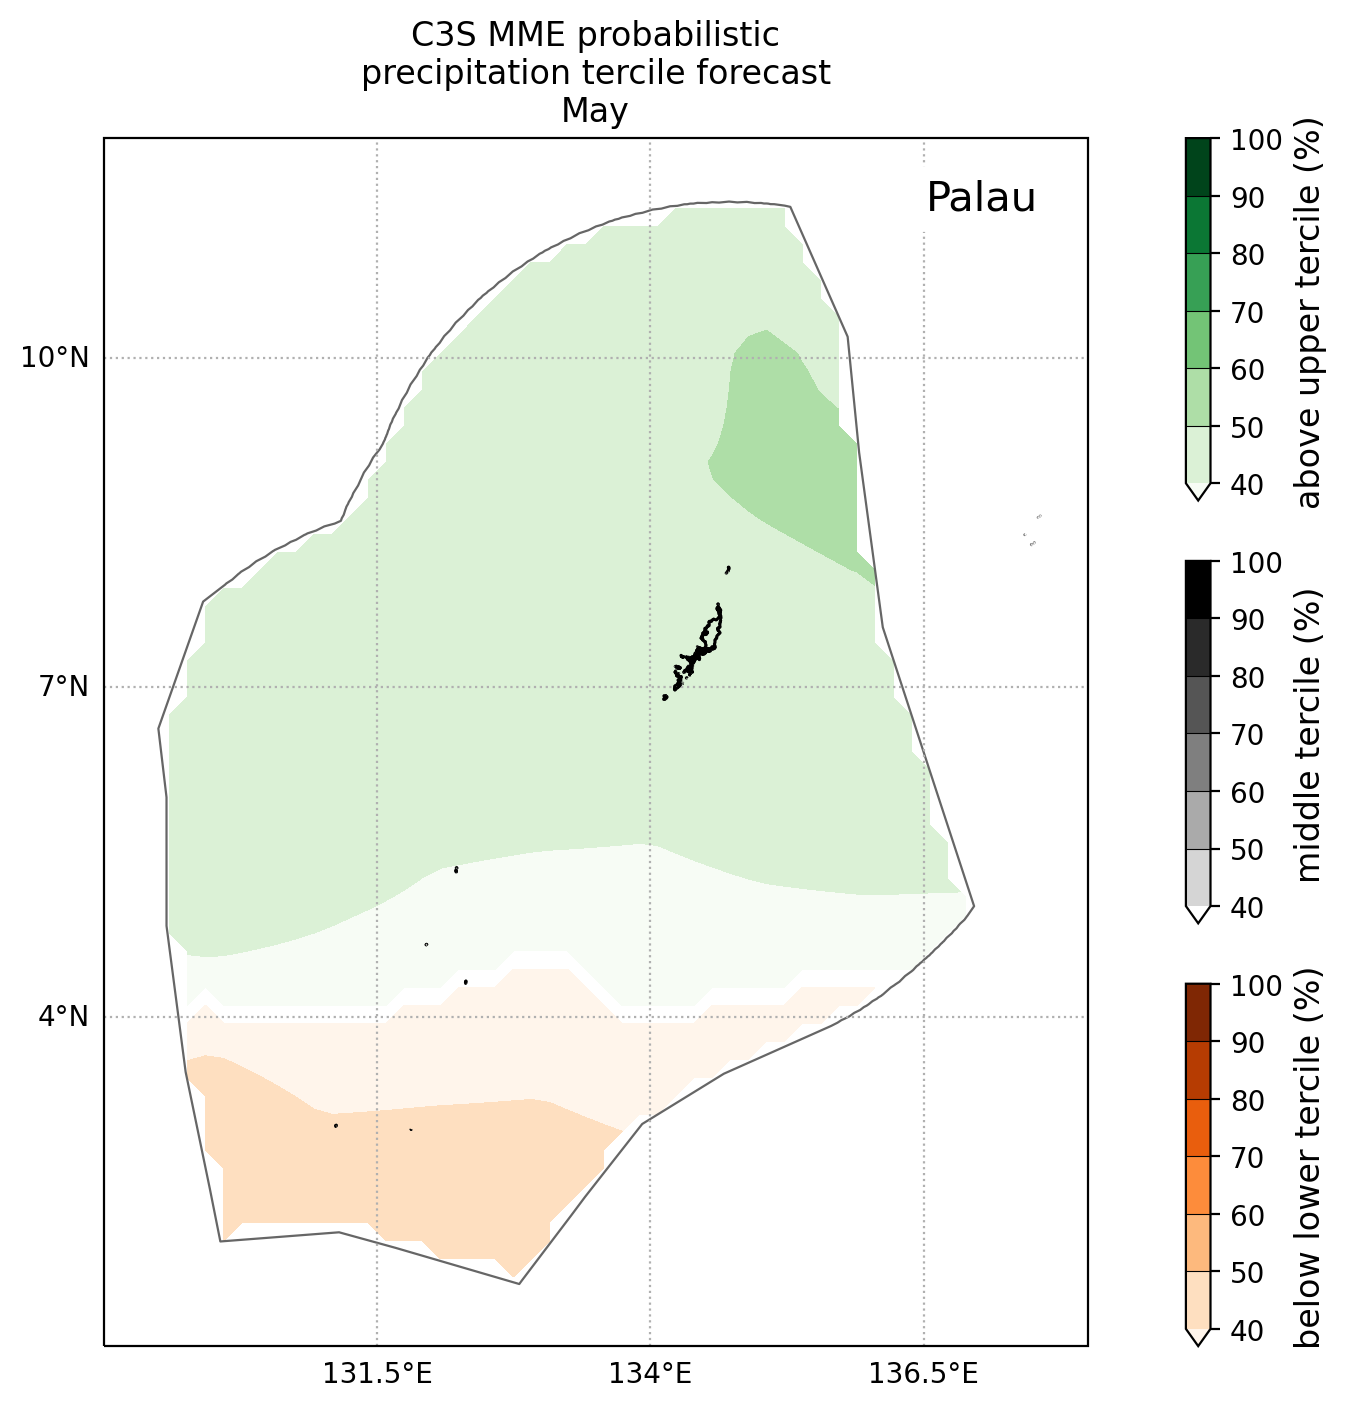 C3S MME probabilistic
precipitation tercile forecast
May
Palau
10°N
7°N
4°N
131.5°E
134°E
136.5°E
100
90
80
70
60
50
40
above upper tercile (%)
100
90
80
70
60
50
40
middle tercile (%)
100
90
80
70
60
50
40
below lower tercile (%)